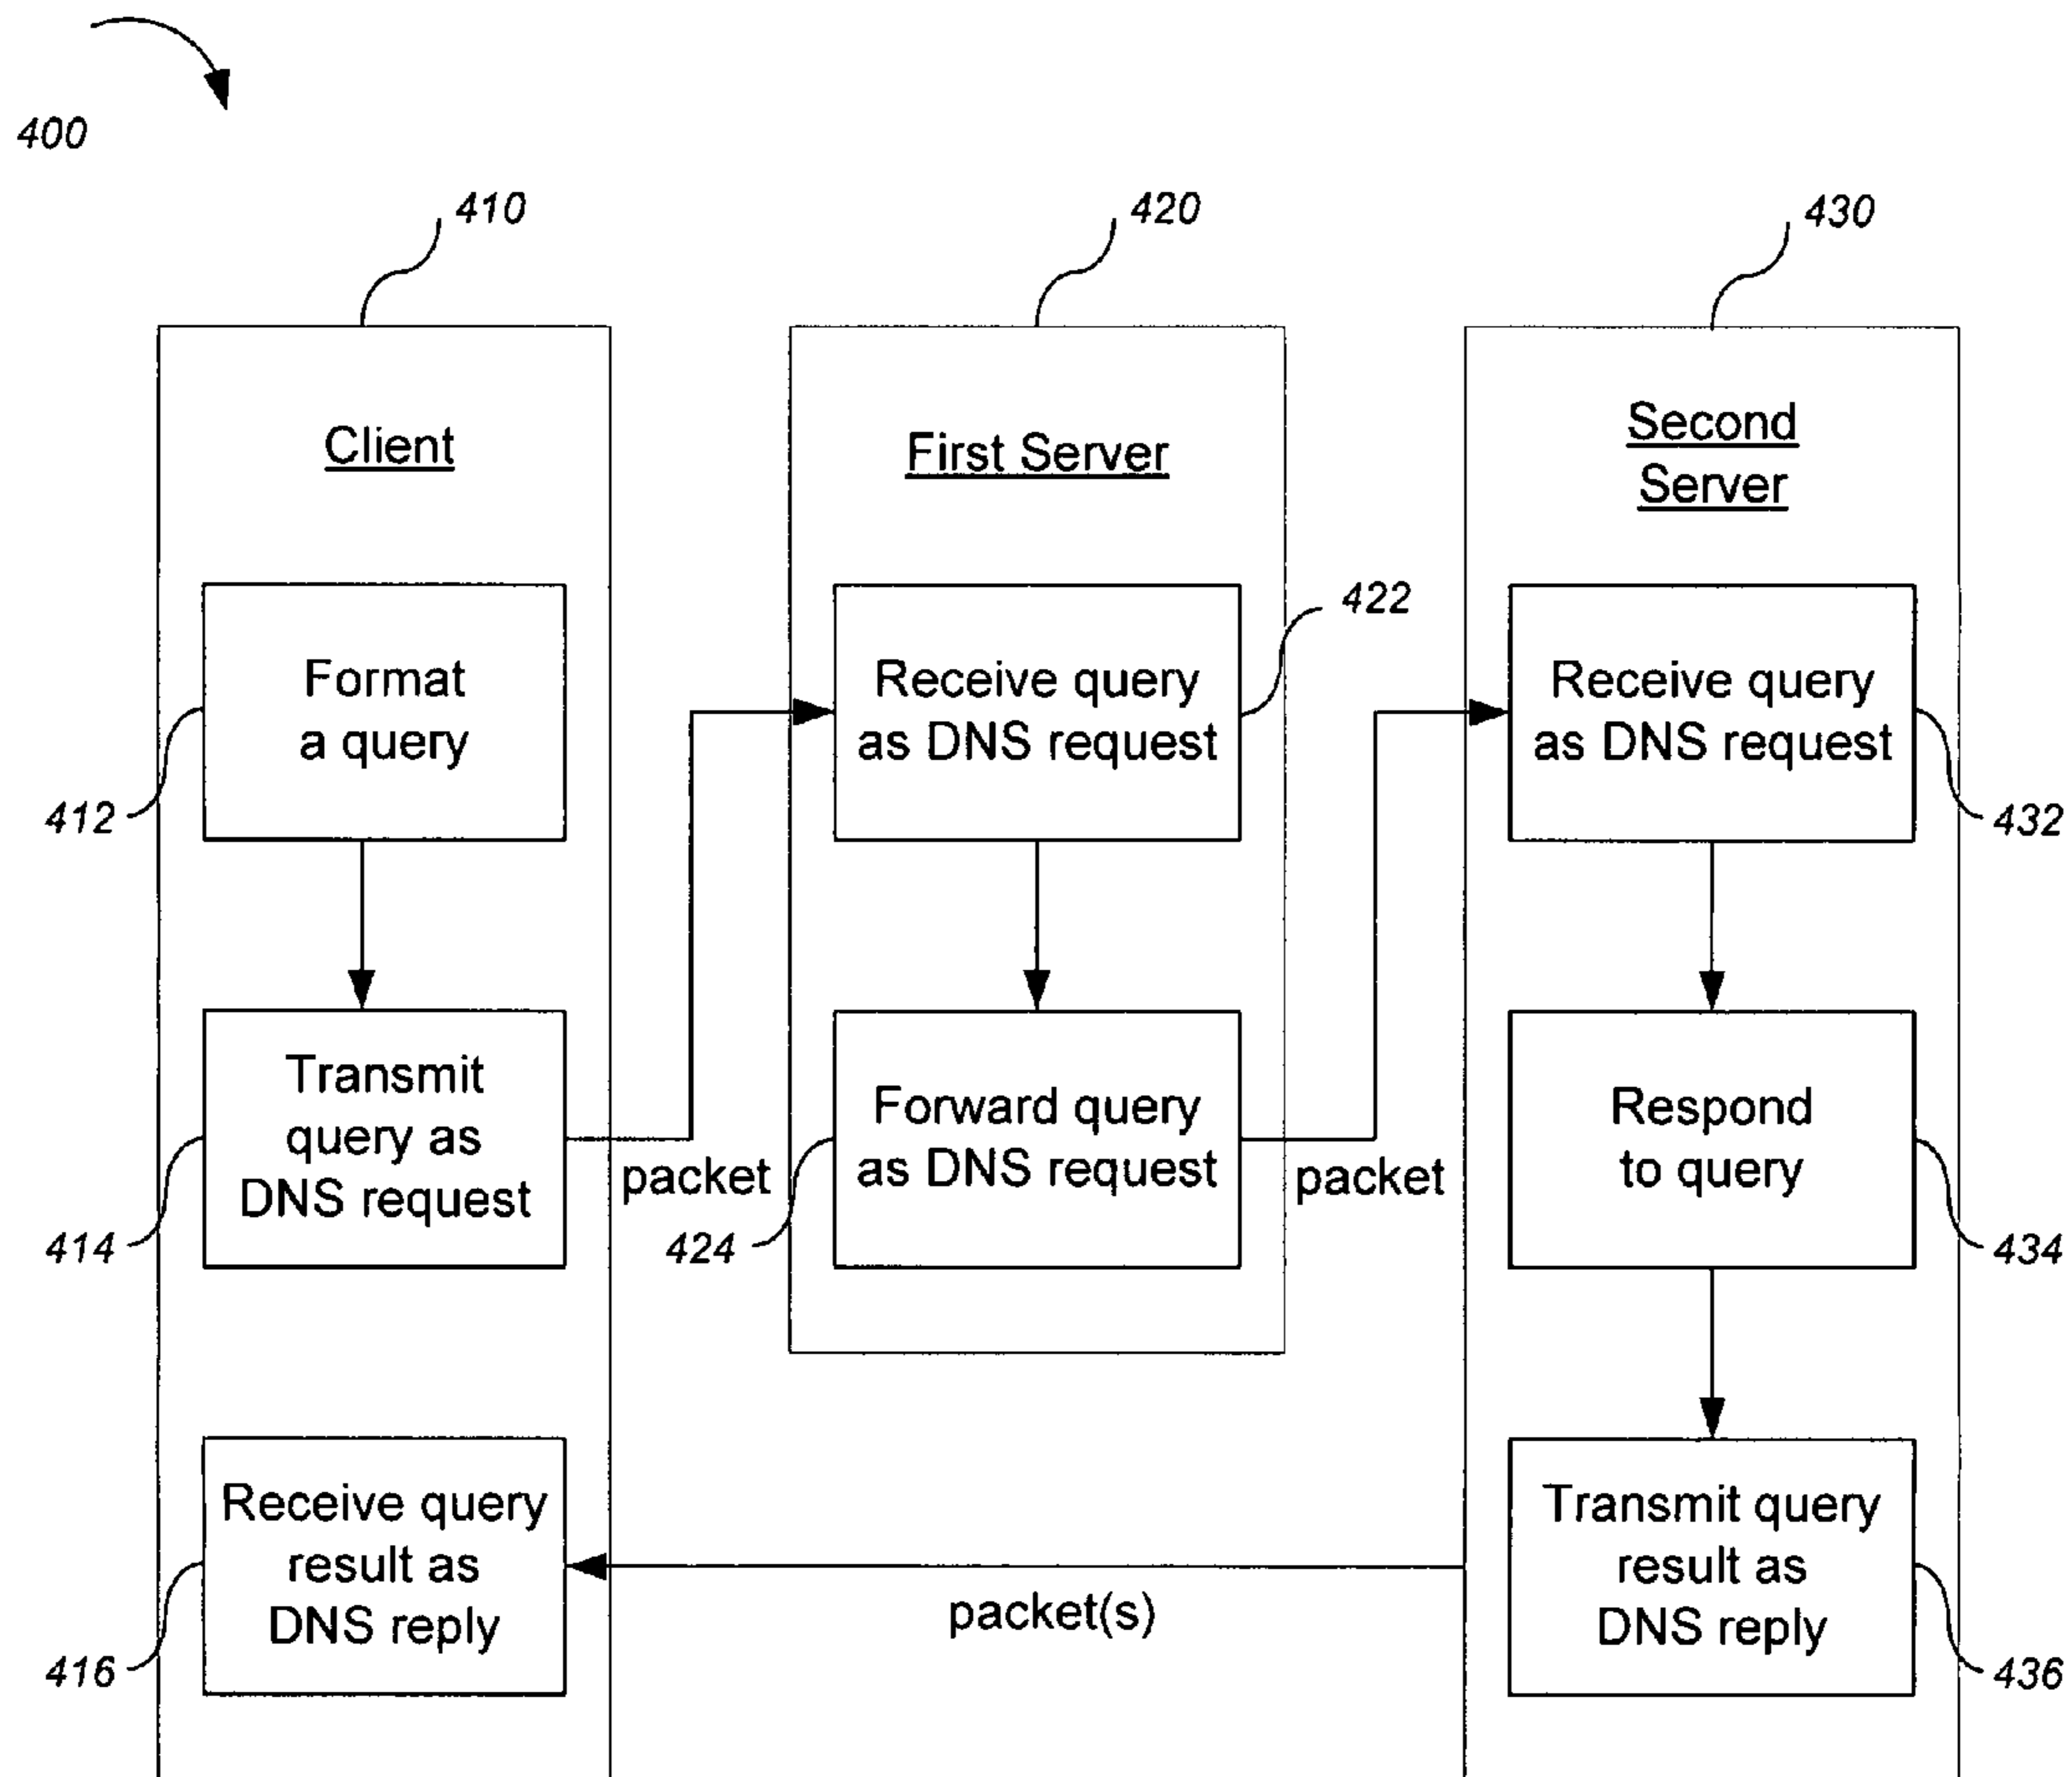 400
410
420
430
Client
First Server
Second
Server
Format
a query
412
Receive query
as DNS request
422
Receive query
as DNS request
432
Transmit
query as
DNS request
414
packet
Forward query
as DNS request
424
packet
Respond
to query
434
Receive query
result as
DNS reply
416
packet(s)
Transmit query
result as
DNS reply
436